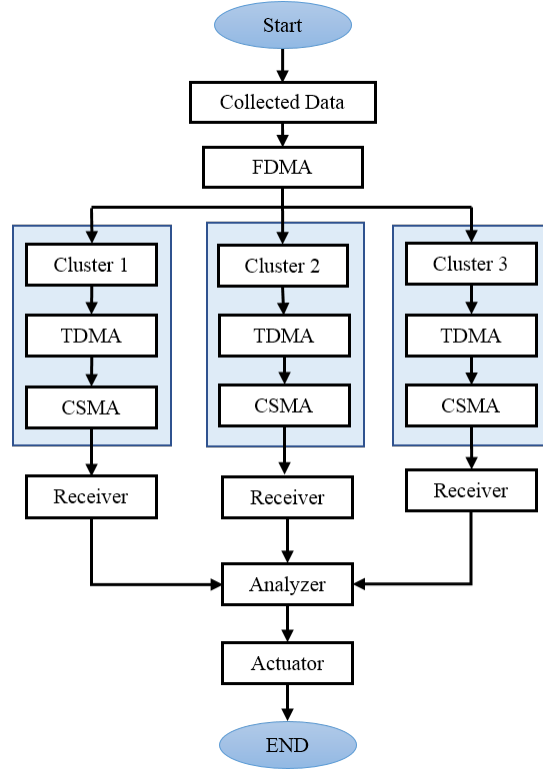 Start
Collected Data
FDMA
Cluster 1
Cluster 2
Cluster 3
TDMA
TDMA
TDMA
CSMA
CSMA
CSMA
Receiver
Receiver
Receiver
Analyzer
Actuator
END